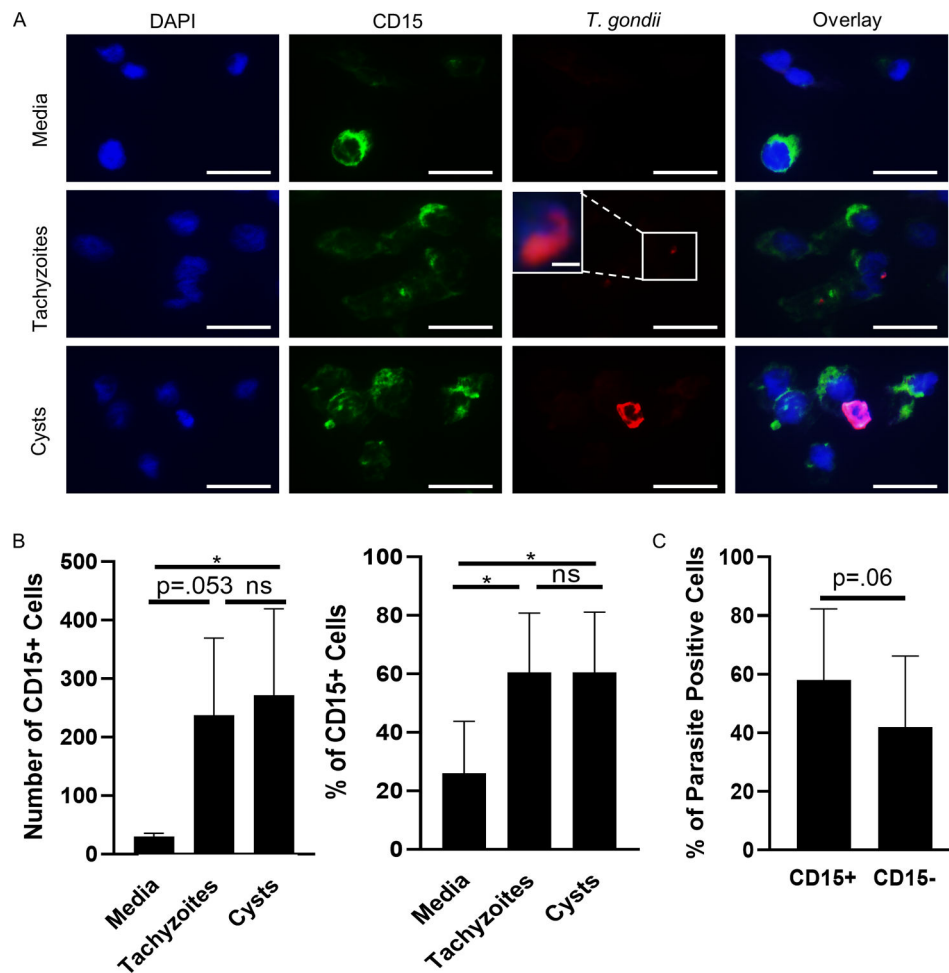 A
DAPI
CD15
T. gondii
Overlay
Media
Tachyzoites
Cysts
B
500
400
300
200
100
0
Number of CD15+ Cells
*
p=.053
ns
Media
Tachyzoites
Cysts
100
80
60
40
20
0
% of CD15+ Cells
*
*
ns
Media
Tachyzoites
Cysts
C
100
80
60
40
20
0
% of Parasite Positive Cells
p=.06
CD15+
CD15-